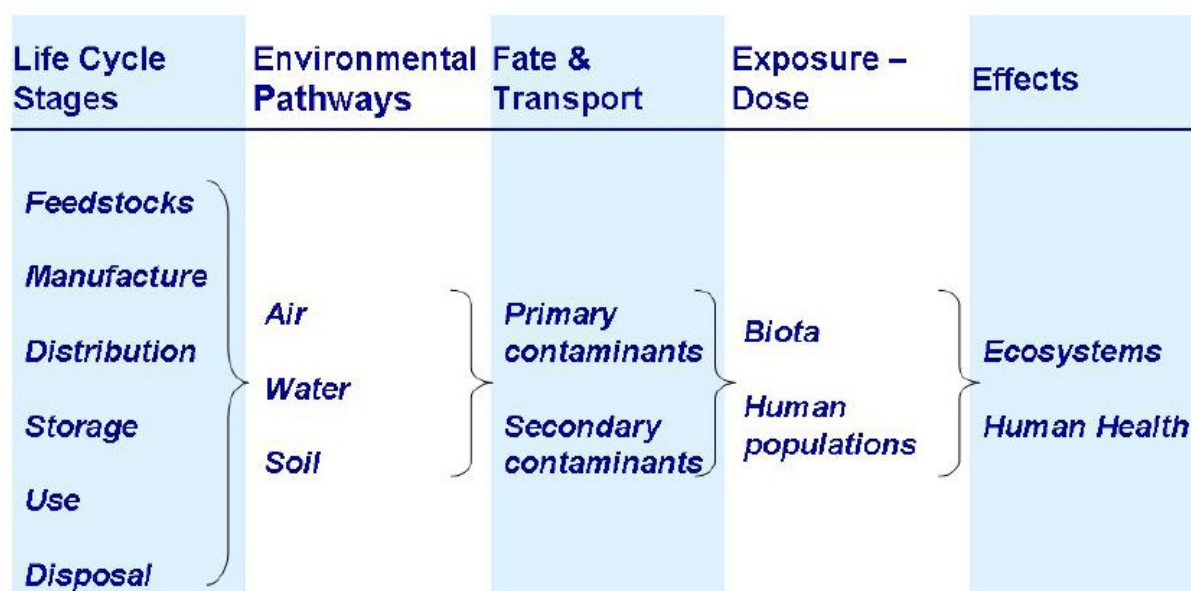 Life Cycle
Stages
Environmental
Pathways
Fate &
Transport
Exposure –
Dose
Effects
Feedstocks
Manufacture
Distribution
Storage
Use
Disposal
Air
Water
Soil
Primary
contaminants
Secondary
contaminants
Biota
Human
populations
Ecosystems
Human Health